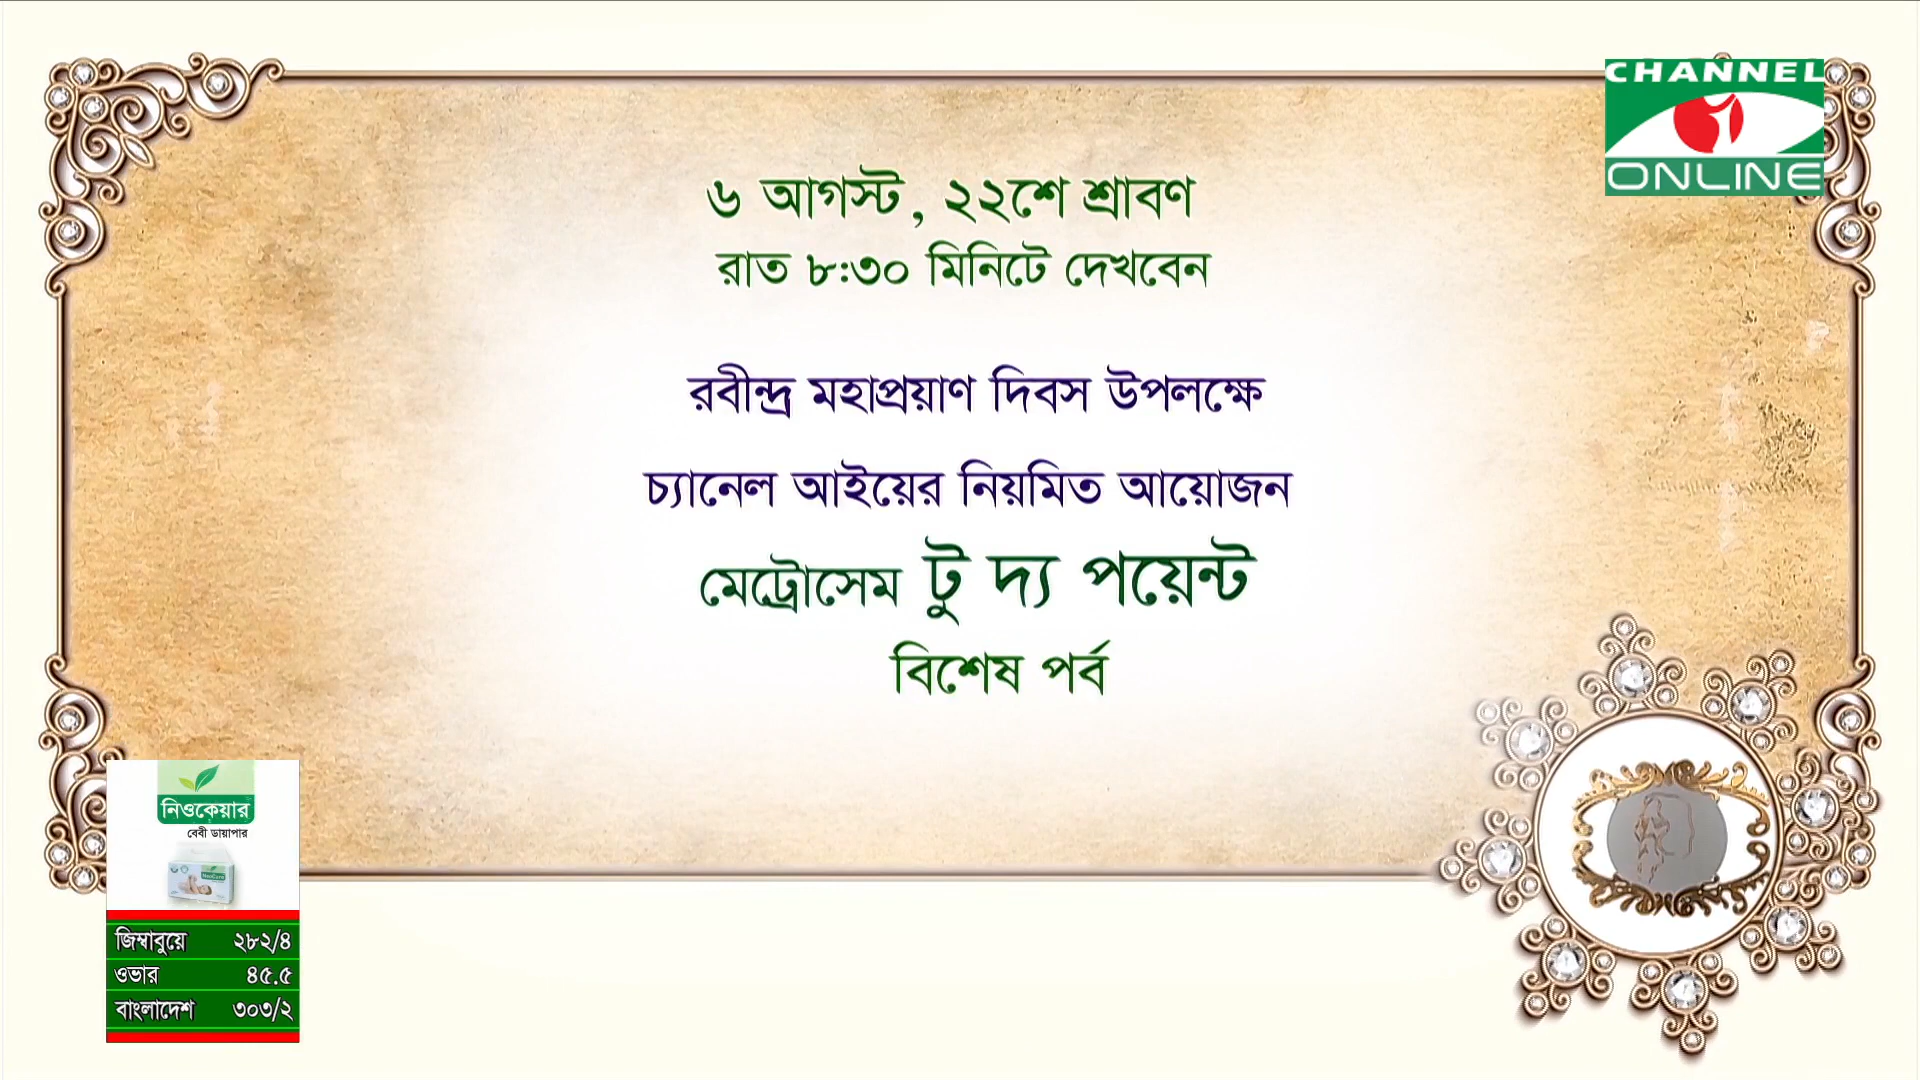 CHANNEL
i
ONLINE
৬ আগস্ট, ২২শে শ্রাবণ
রাত ৮:৩০ মিনিটে দেখবেন
রবীন্দ্র মহাপ্রয়াণ দিবস উপলক্ষে
চ্যানেল আইয়ের নিয়মিত আয়োজন
মেট্রোসেম টু দ্য পয়েন্ট
বিশেষ পর্ব
নিওকেয়ার
বেবী ডায়াপার
NeoCare
জিম্বাবুয়ে ২৮২/৪
ওভার ৪৫.৫
বাংলাদেশ ৩০৩/২